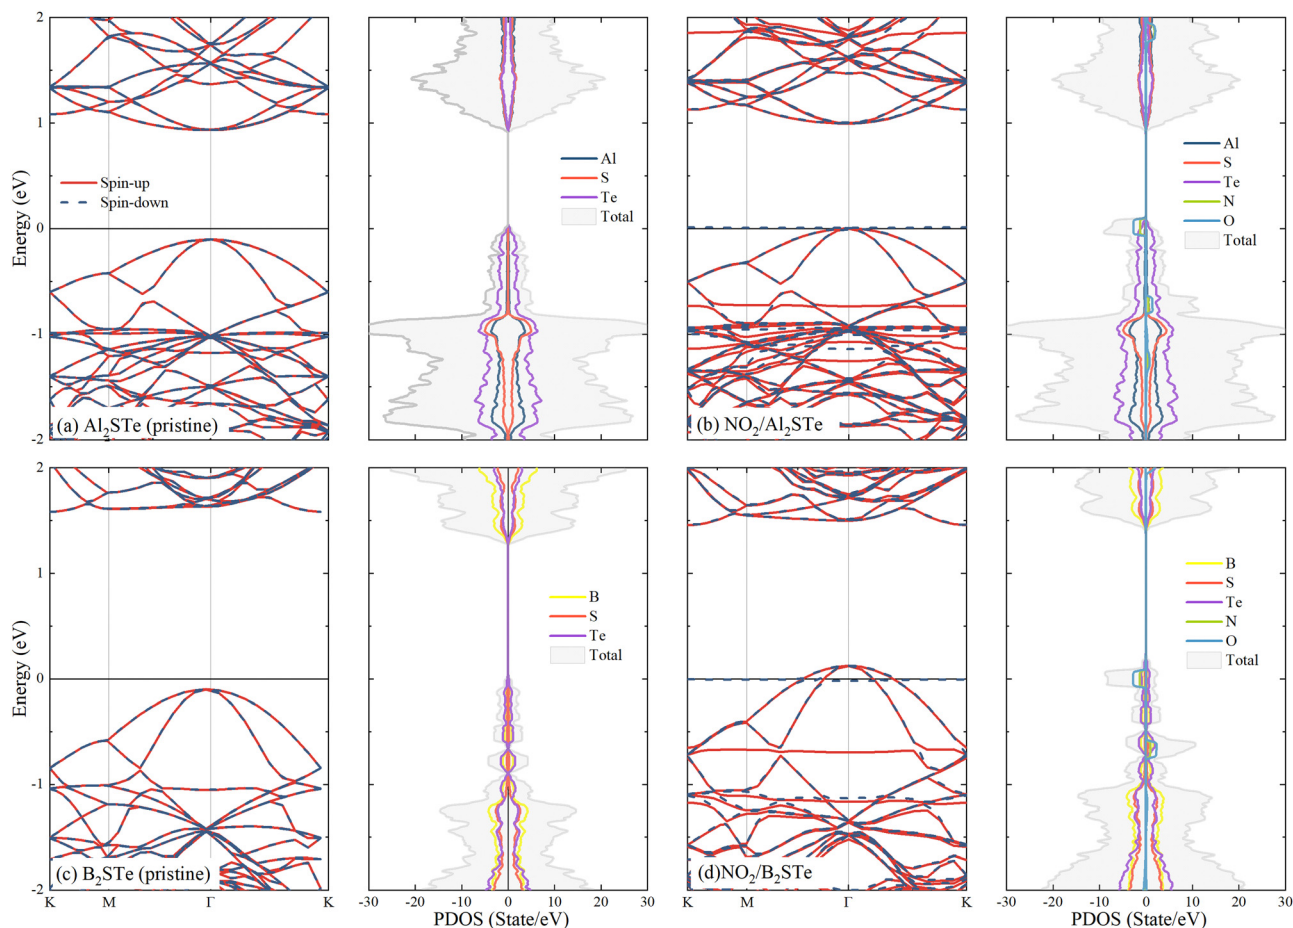 2
1
0
-1
-2
Energy (eV)
Spin-up
Spin-down
(a) Al₂STe (pristine)
Al
S
Te
Total
(b) NO₂/Al₂STe
Al
S
Te
N
O
Total
2
1
0
-1
-2
Energy (eV)
(c) B₂STe (pristine)
K M Γ K
B
S
Te
Total
-30 -20 -10 0 10 20 30
PDOS (State/eV)
(d)NO₂/B₂STe
K M Γ K
B
S
Te
N
O
Total
-30 -20 -10 0 10 20 30
PDOS (State/eV)